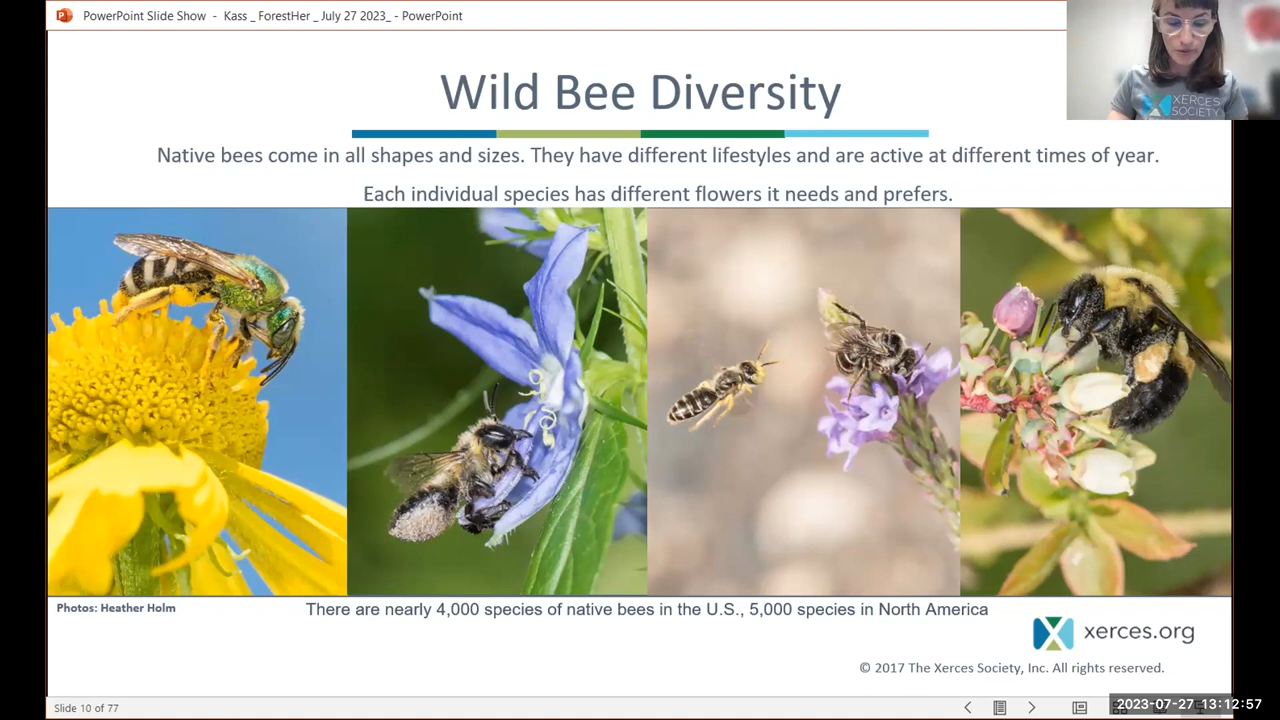 PowerPoint Slide Show - Kass _ ForestHer _ July 27 2023_ - PowerPoint
XERCES
SOCIETY
Wild Bee Diversity
Native bees come in all shapes and sizes. They have different lifestyles and are active at different times of year.
Each individual species has different flowers it needs and prefers.
Photos: Heather Holm
There are nearly 4,000 species of native bees in the U.S., 5,000 species in North America
xerces.org
© 2017 The Xerces Society, Inc. All rights reserved.
Slide 10 of 77
2023-07-27 13:12:57